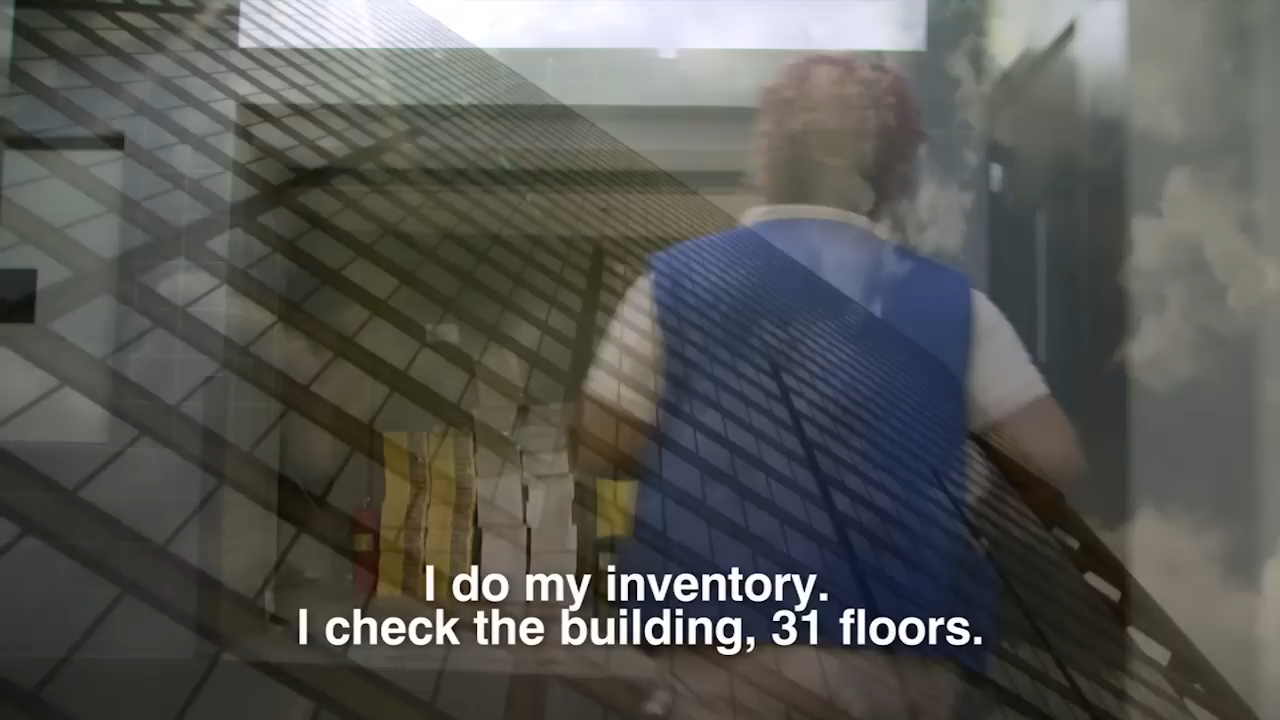 I do my inventory.
I check the building, 31 floors.